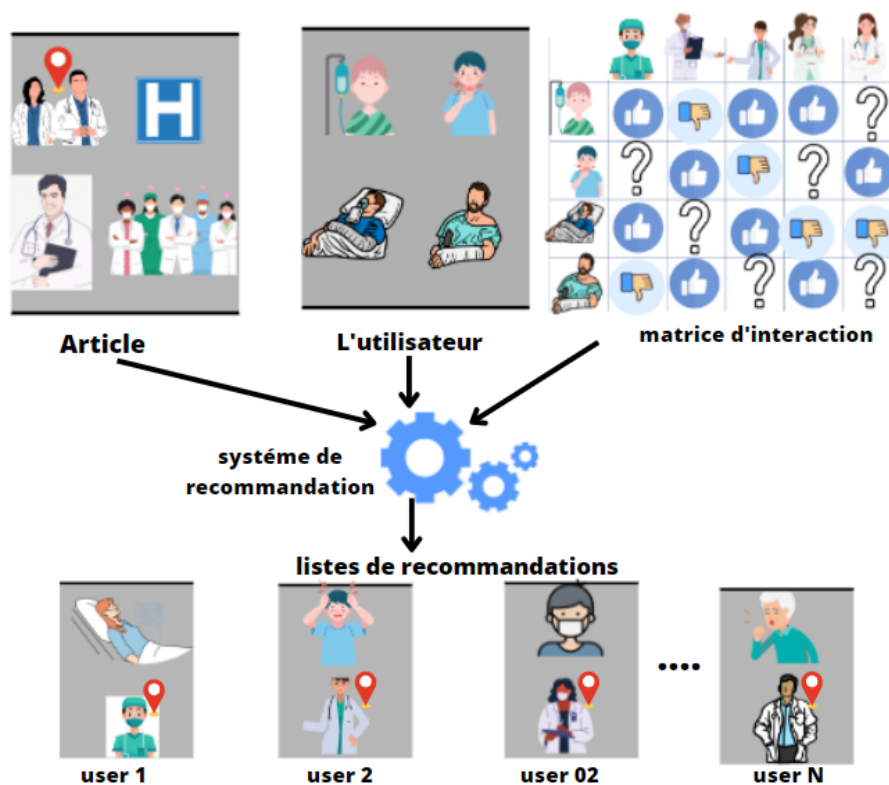 H
? 
? ?
?
? ?
Article
L'utilisateur
matrice d'interaction
systéme de
recommandation
listes de recommandations
....
user 1
user 2
user 02
user N